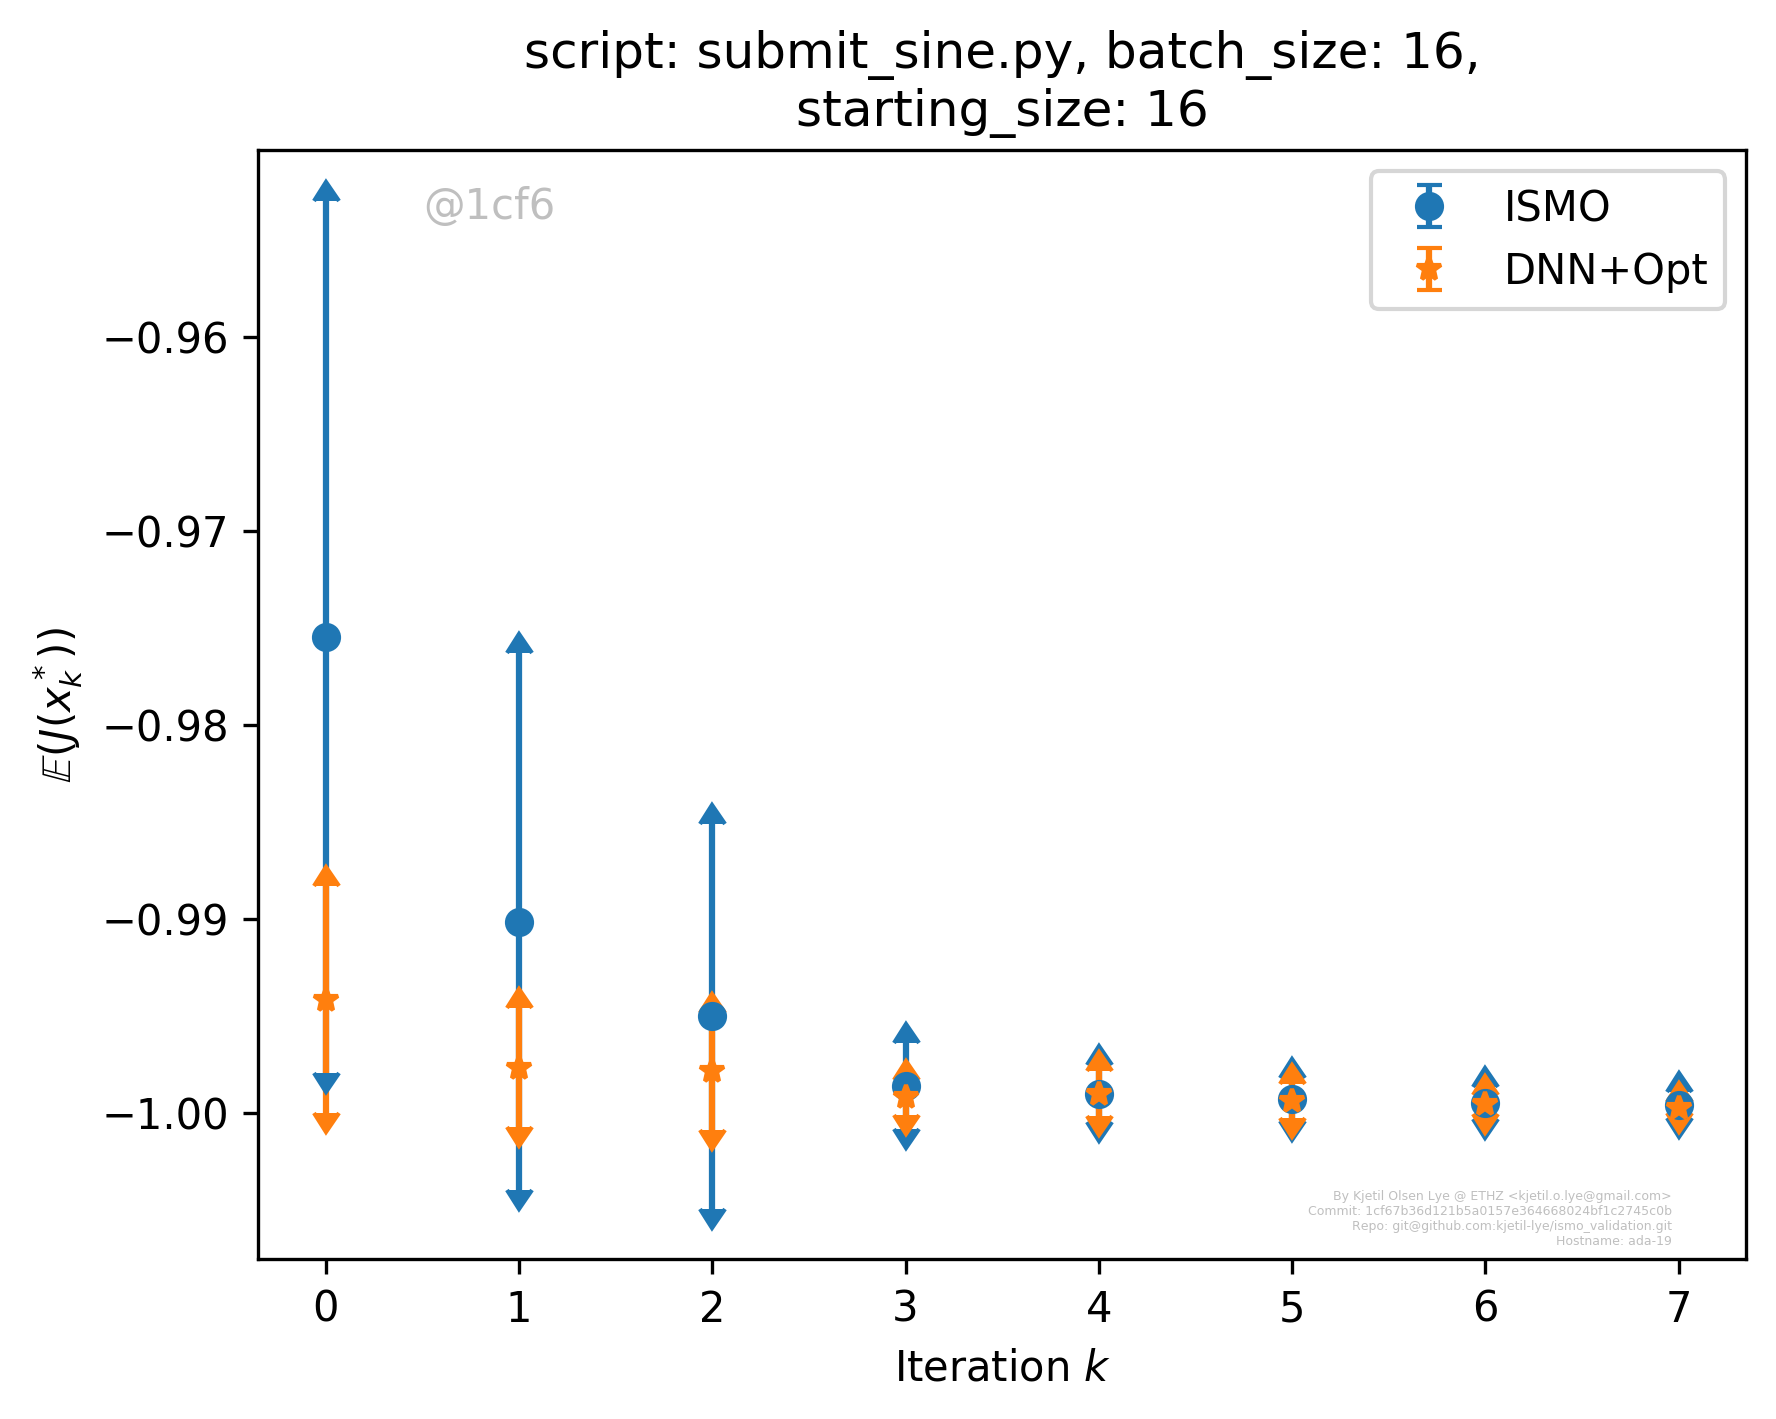 script: submit_sine.py, batch_size: 16,
starting_size: 16
@1cf6
ISMO
DNN+Opt
−0.96
−0.97
−0.98
−0.99
−1.00
𝔼(J(x*k))
By Kjetil Olsen Lye @ ETHZ <kjetil.o.lye@gmail.com>
Commit: 1cf67b36d121b5a0157e364668024bf1c2745c0b
Repo: git@github.com:kjetil-lye/ismo_validation.git
Hostname: ada-19
0 1 2 3 4 5 6 7
Iteration k